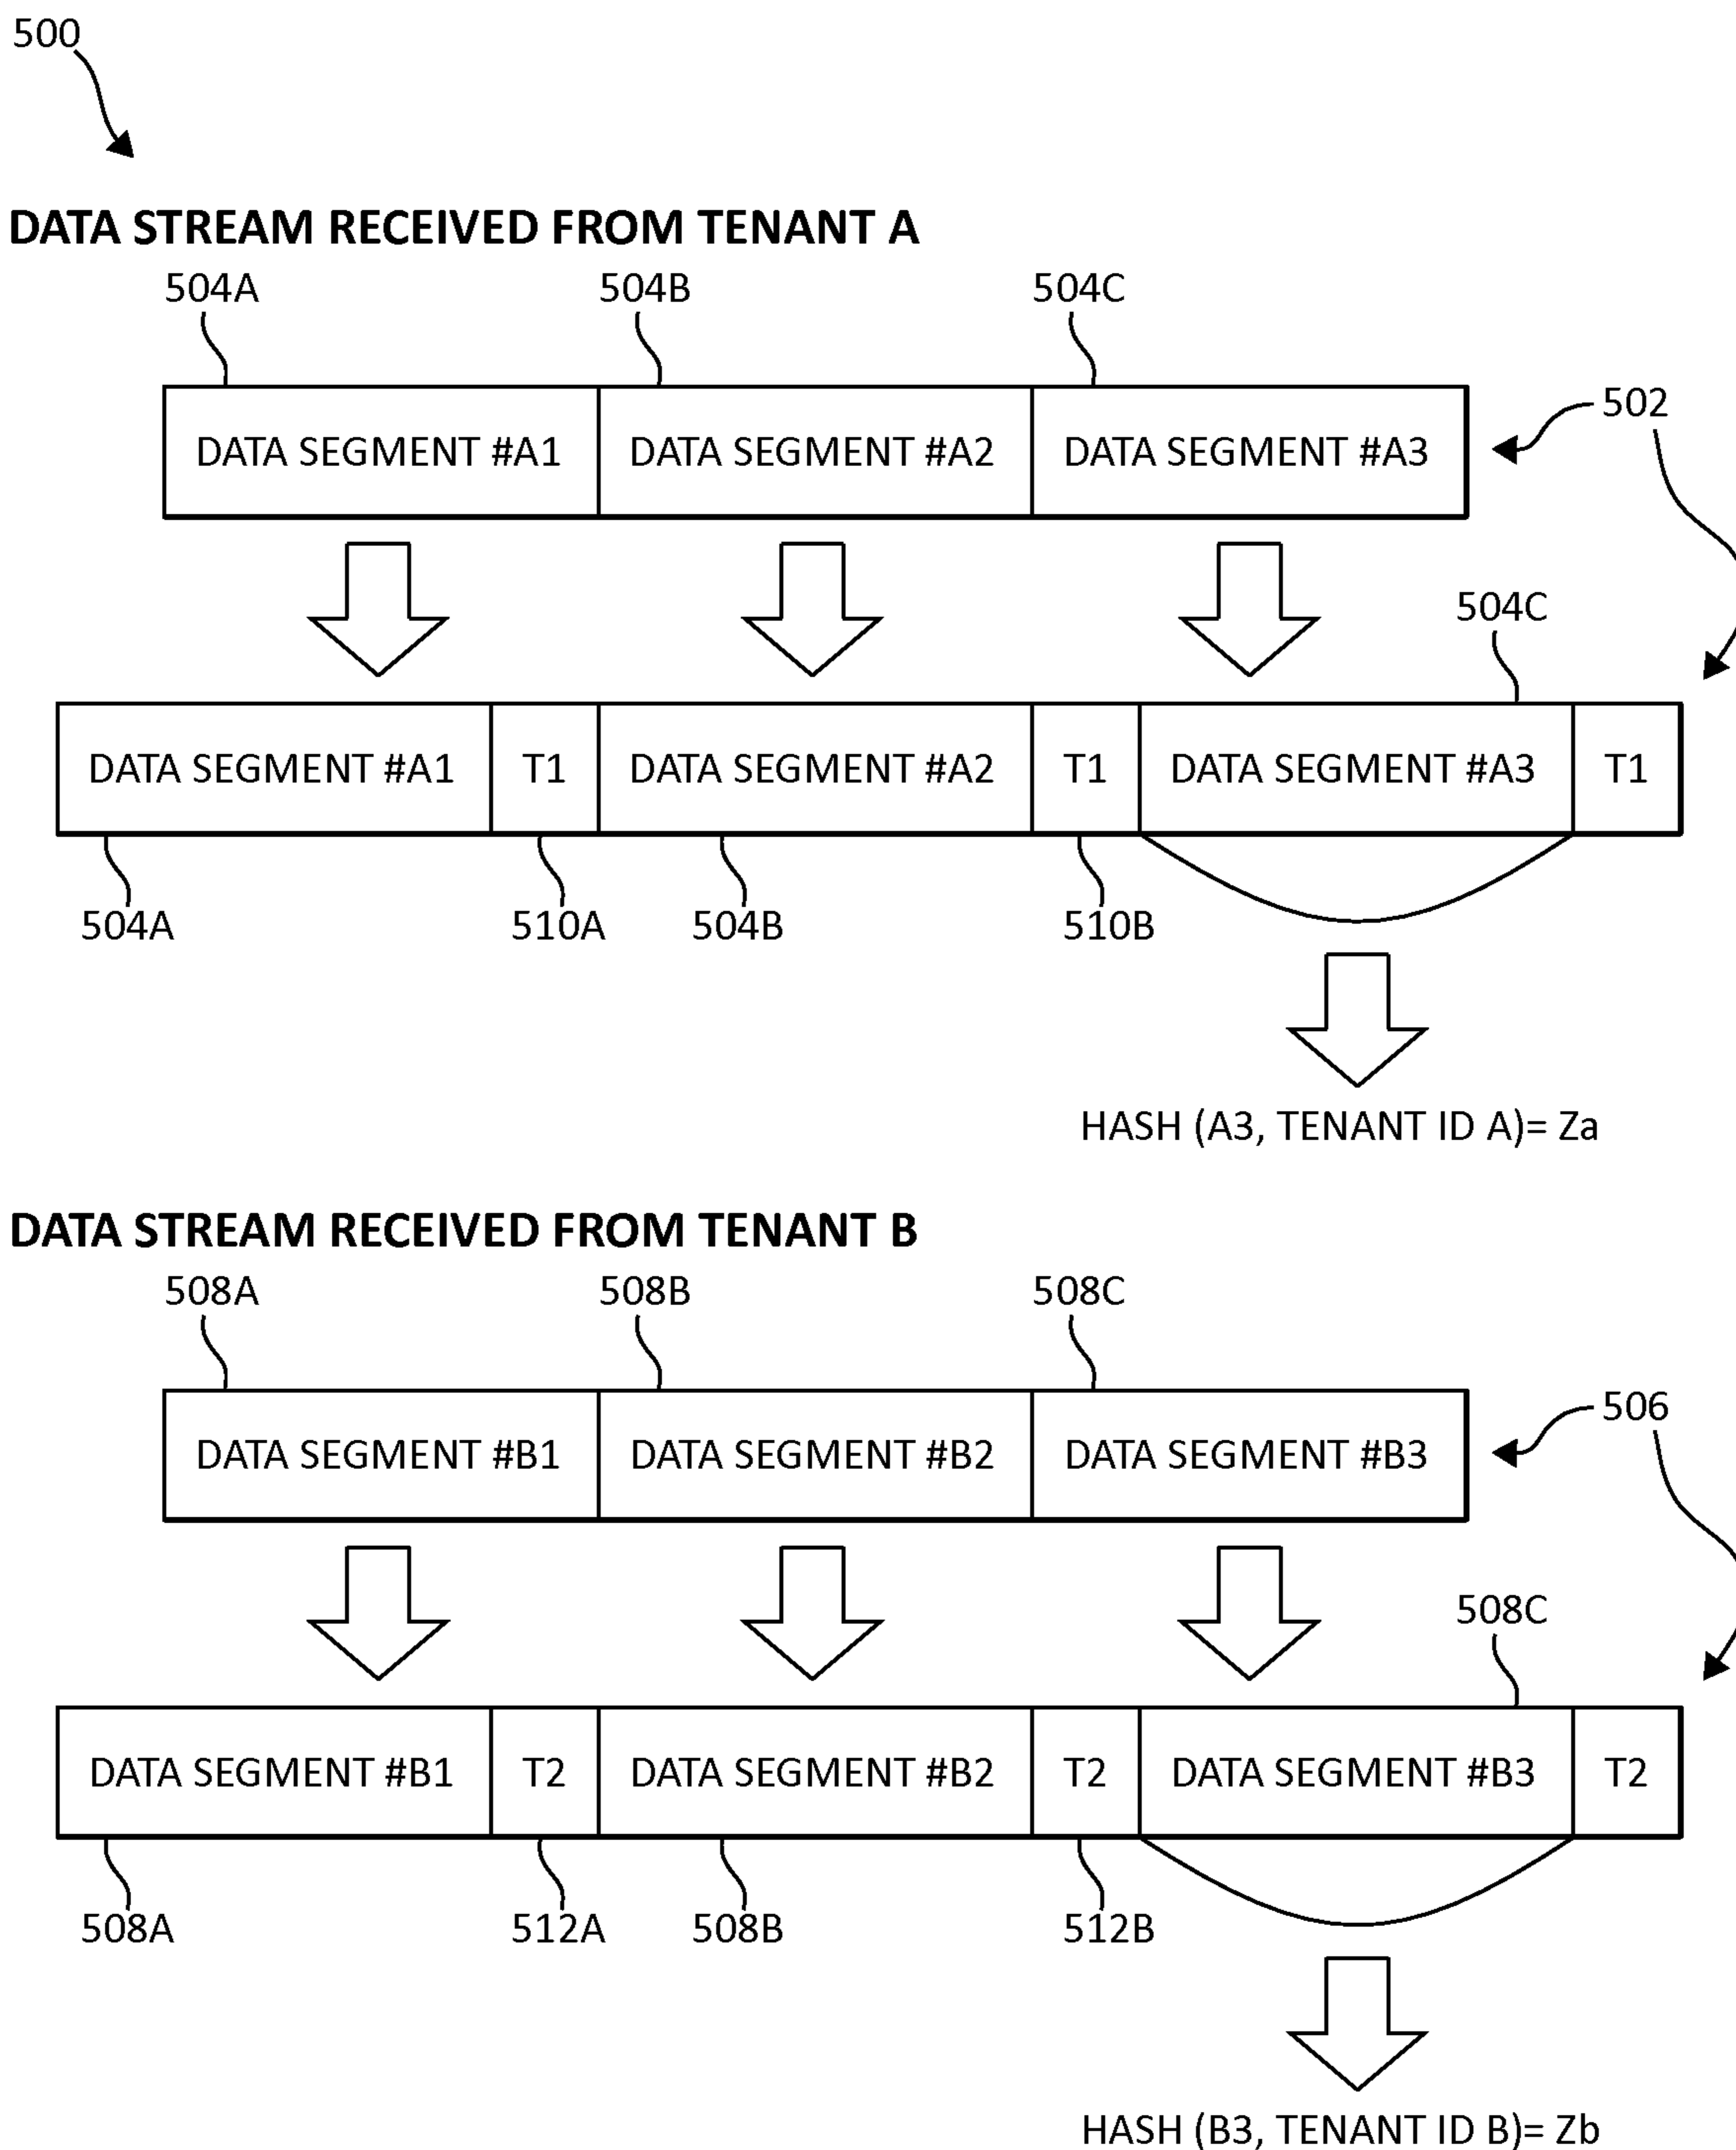 500
DATA STREAM RECEIVED FROM TENANT A
504A 504B 504C
502
DATA SEGMENT #A1 DATA SEGMENT #A2 DATA SEGMENT #A3
504C
DATA SEGMENT #A1 T1 DATA SEGMENT #A2 T1 DATA SEGMENT #A3 T1
504A 510A 504B 510B
HASH (A3, TENANT ID A)= Za
DATA STREAM RECEIVED FROM TENANT B
508A 508B 508C
506
DATA SEGMENT #B1 DATA SEGMENT #B2 DATA SEGMENT #B3
508C
DATA SEGMENT #B1 T2 DATA SEGMENT #B2 T2 DATA SEGMENT #B3 T2
508A 512A 508B 512B
HASH (B3, TENANT ID B)= Zb